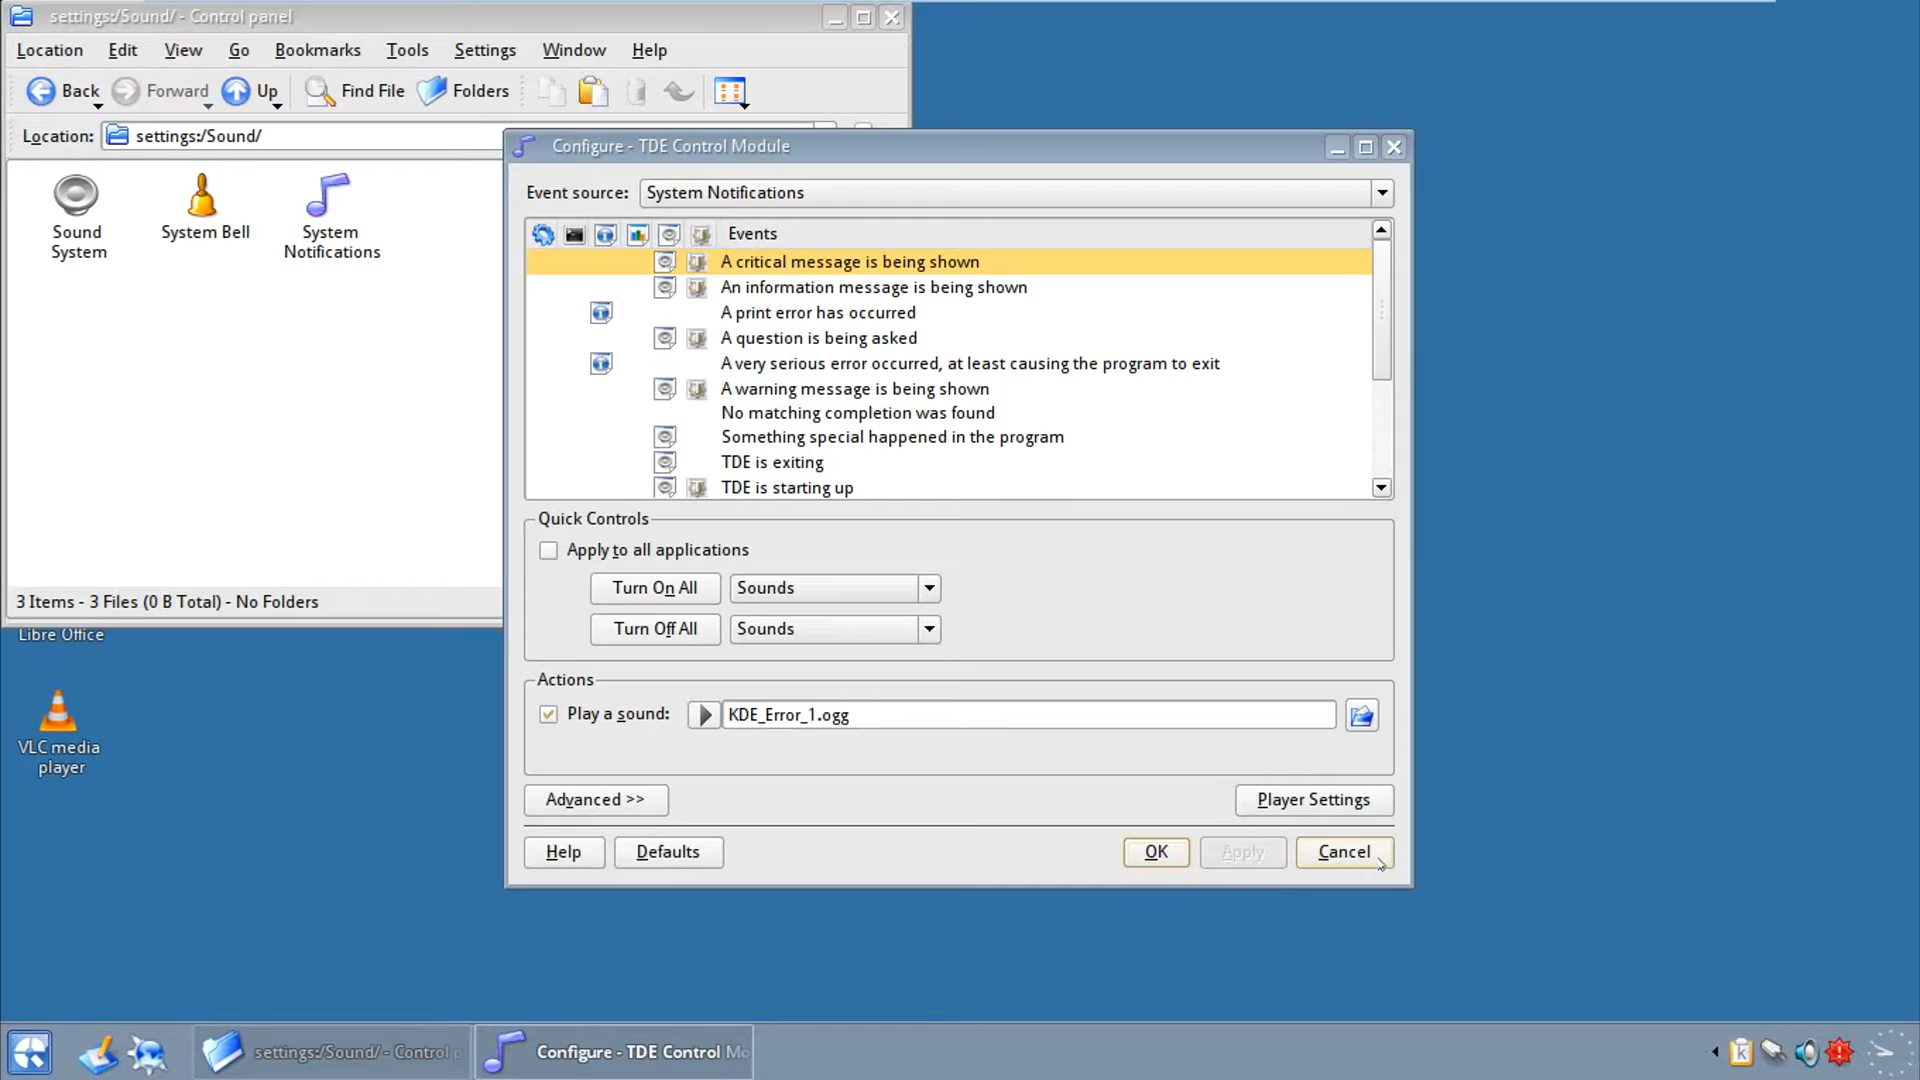 settings:/Sound/ - Control panel
Location Edit View Go Bookmarks Tools Settings Window Help
Back Forward Up Find File Folders
Location: settings:/Sound/
Sound System
System Bell
System Notifications
3 Items - 3 Files (0 B Total) - No Folders
Configure - TDE Control Module
Event source: System Notifications
Events
A critical message is being shown
An information message is being shown
A print error has occurred
A question is being asked
A very serious error occurred, at least causing the program to exit
A warning message is being shown
No matching completion was found
Something special happened in the program
TDE is exiting
TDE is starting up
Quick Controls
Apply to all applications
Turn On All Sounds
Turn Off All Sounds
Actions
Play a sound: KDE_Error_1.ogg
Advanced >> Player Settings
Help Defaults OK Apply Cancel
Libre Office
VLC media
player
settings:/Sound/ - Control p
Configure - TDE Control Mo